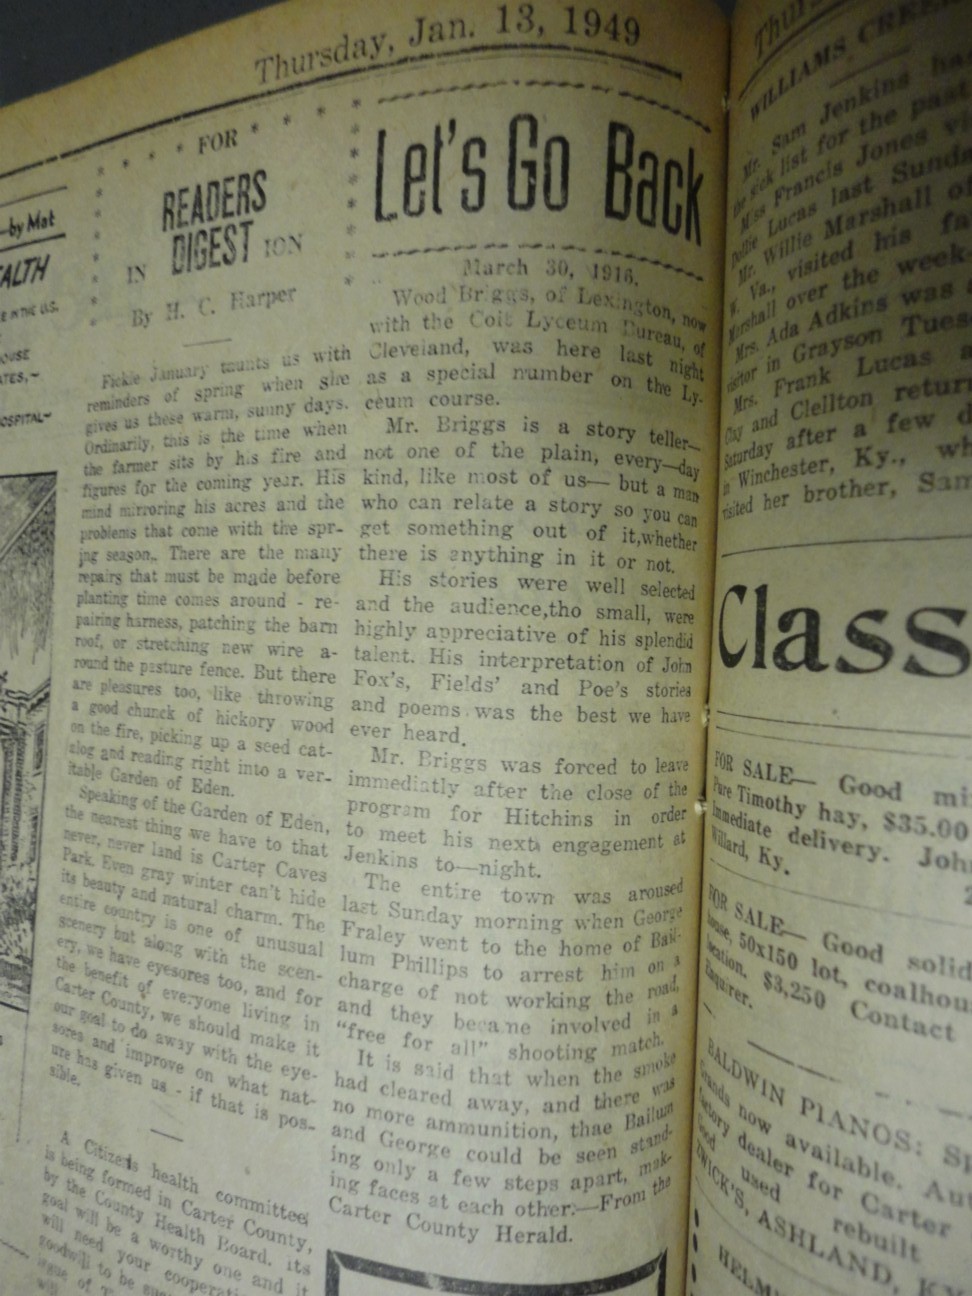 Thursday, Jan. 13, 1949
—by Mat
FOR
READERS
IN DIGEST ION
By H. C. Harper
Fickle January taunts us with
reminders of spring when she
gives us these warm, sunny days.
Ordinarily, this is the time when
the farmer sits by his fire and
figures for the coming year. His
mind mirroring his acres and the
problems that come with the spr-
ing season. There are the many
repairs that must be made before
planting time comes around - re-
pairing harness, patching the barn
roof, or stretching new wire a-
round the pasture fence. But there
are pleasures too, like throwing
a good chunck of hickory wood
on the fire, picking up a seed cat-
alog and reading right into a ver-
itable Garden of Eden.
Speaking of the Garden of Eden,
the nearest thing we have to that
never, never land is Carter Caves
Park. Even gray winter can't hide
its beauty and natural charm. The
entire country is one of unusual
scenery but along with the scen-
ery, we have eyesores too, and for
the benefit of everyone living in
Carter County, we should make it
our goal to do away with the eye-
sores and improve on what nat-
ure has given us - if that is pos-
sible.
A Citizens health committee
is being formed in Carter County,
by the County Health Board. Its
goal will be a worthy one and it
will need your cooperation
goodwill to be
Let's Go Back
March 30, 1916.
Wood Briggs, of Lexington, now
with the Coit Lyceum Bureau, of
Cleveland, was here last night
as a special number on the Ly-
ceum course.
Mr. Briggs is a story teller—
not one of the plain, every—day
kind, like most of us— but a man
who can relate a story so you can
get something out of it,whether
there is anything in it or not.
His stories were well selected
and the audience,tho small, were
highly appreciative of his splendid
talent. His interpretation of John
Fox's, Fields' and Poe's stories
and poems was the best we have
ever heard.
Mr. Briggs was forced to leave
immediatly after the close of the
program for Hitchins in order
to meet his next engagement at
Jenkins to—night.
The entire town was aroused
last Sunday morning when George
Fraley went to the home of Bail-
lum Phillips to arrest him on a
charge of not working the road,
and they became involved in a
"free for all" shooting match.
It is said that when the smoke
had cleared away, and there was
no more ammunition, thae Bailum
and George could be seen stand-
ing only a few steps apart, mak-
ing faces at each other.—From the
Carter County Herald.
WILLIAMS CREEK
Mr. Sam Jenkins has
the sick list for the past
Miss Francis Jones
Dottie Lucas last Sunday
Mr. Willie Marshall of
W. Va., visited his
Marshall over the week-
Mrs. Ada Adkins was a
visitor in Grayson Tues
Mrs. Frank Lucas
Clay and Clellton return
Saturday after a few
in Winchester, Ky.,
visited her brother, Sam
Class
FOR SALE— Good
Pure Timothy hay, $35.00
Immediate delivery. John
Willard, Ky.
FOR SALE— Good solid
house, 50x150 lot, coalhou
location, $3,250 Contact
Enquirer.
BALDWIN PIANOS:
now available.
factory dealer for Carter
Good used rebuilt
ASHLAND, KY